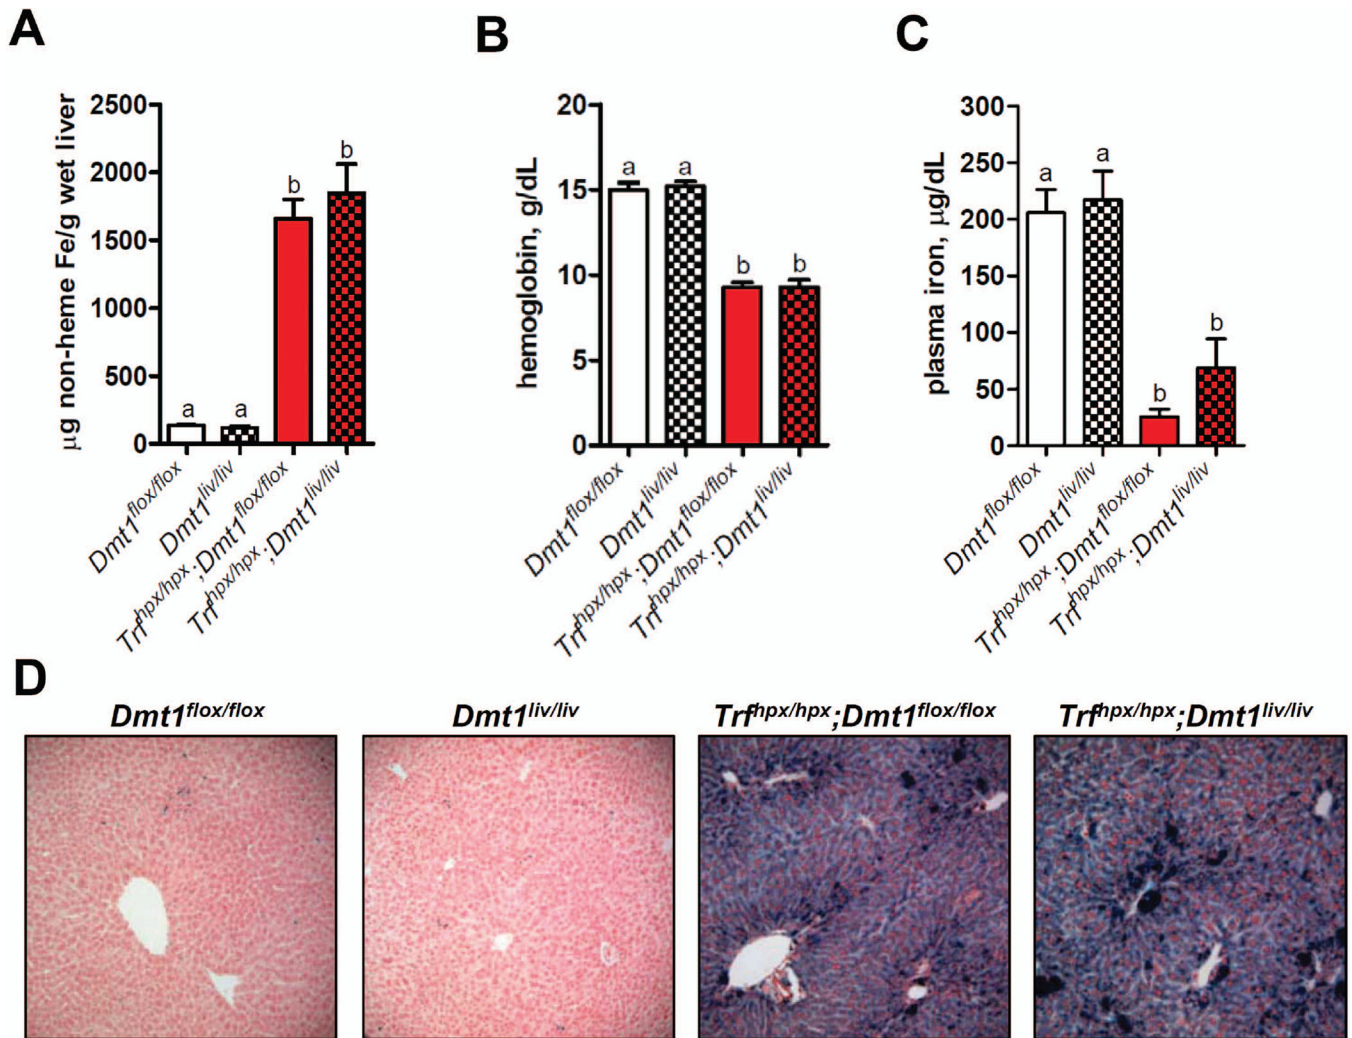 A
B
C
μg non-heme Fe/g wet liver
2500
2000
1500
1000
500
0
a
a
b
b
Dmt1flox/flox
Dmt1liv/liv
Trfhpx/hpx;Dmt1flox/flox
Trfhpx/hpx;Dmt1liv/liv
hemoglobin, g/dL
20
15
10
5
0
a
a
b
b
Dmt1flox/flox
Dmt1liv/liv
Trfhpx/hpx;Dmt1flox/flox
Trfhpx/hpx;Dmt1liv/liv
plasma iron, μg/dL
300
250
200
150
100
50
0
a
a
b
b
Dmt1flox/flox
Dmt1liv/liv
Trfhpx/hpx;Dmt1flox/flox
Trfhpx/hpx;Dmt1liv/liv
D
Dmt1flox/flox
Dmt1liv/liv
Trfhpx/hpx;Dmt1flox/flox
Trfhpx/hpx;Dmt1liv/liv